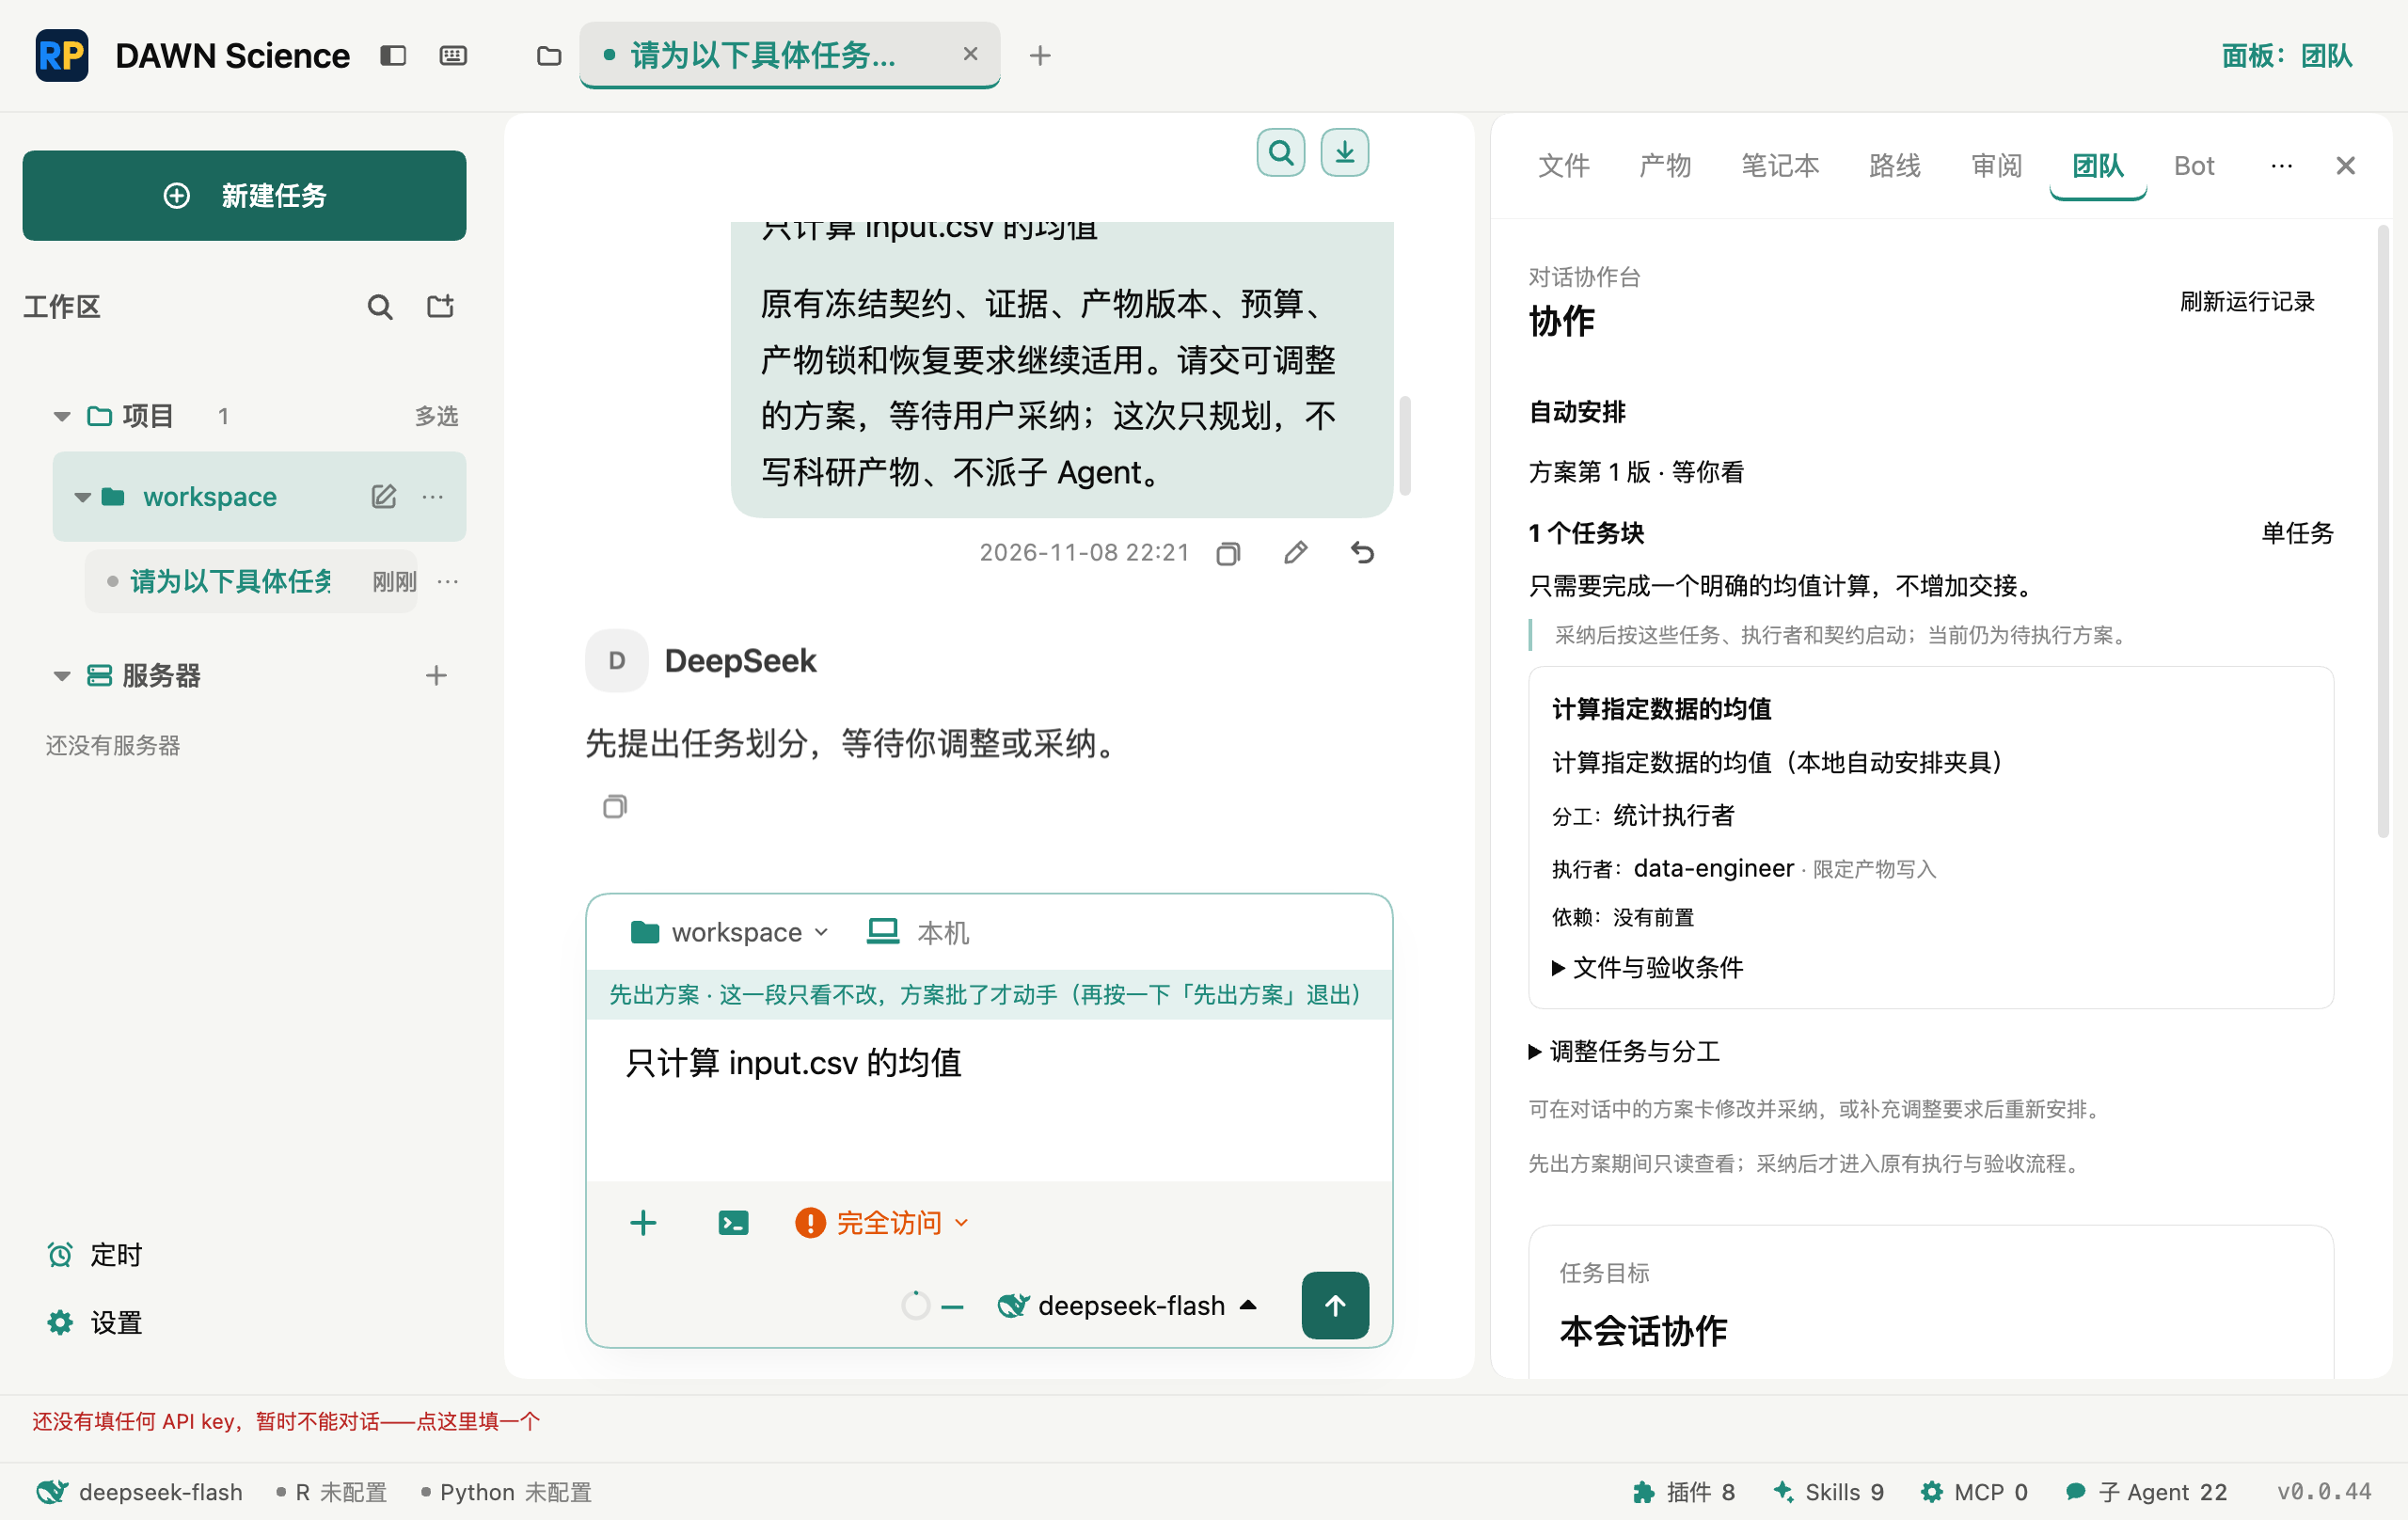 RP
DAWN Science
请为以下具体任务...
面板：团队
新建任务
工作区
项目 1 多选
workspace
请为以下具体任务 刚刚
服务器
还没有服务器
定时
设置
只计算 input.csv 的均值
原有冻结契约、证据、产物版本、预算、
产物锁和恢复要求继续适用。请交可调整
的方案，等待用户采纳；这次只规划，不
写科研产物、不派子 Agent。
2026-11-08 22:21
D DeepSeek
先提出任务划分，等待你调整或采纳。
workspace 本机
先出方案 · 这一段只看不改，方案批了才动手（再按一下「先出方案」退出）
只计算 input.csv 的均值
完全访问
deepseek-flash
文件 产物 笔记本 路线 审阅 团队 Bot
对话协作台
协作
刷新运行记录
自动安排
方案第 1 版 · 等你看
1 个任务块 单任务
只需要完成一个明确的均值计算，不增加交接。
采纳后按这些任务、执行者和契约启动；当前仍为待执行方案。
计算指定数据的均值
计算指定数据的均值（本地自动安排夹具）
分工：统计执行者
执行者：data-engineer · 限定产物写入
依赖：没有前置
文件与验收条件
调整任务与分工
可在对话中的方案卡修改并采纳，或补充调整要求后重新安排。
先出方案期间只读查看；采纳后才进入原有执行与验收流程。
任务目标
本会话协作
还没有填任何 API key，暂时不能对话——点这里填一个
deepseek-flash R 未配置 Python 未配置 插件 8 Skills 9 MCP 0 子 Agent 22 v0.0.44